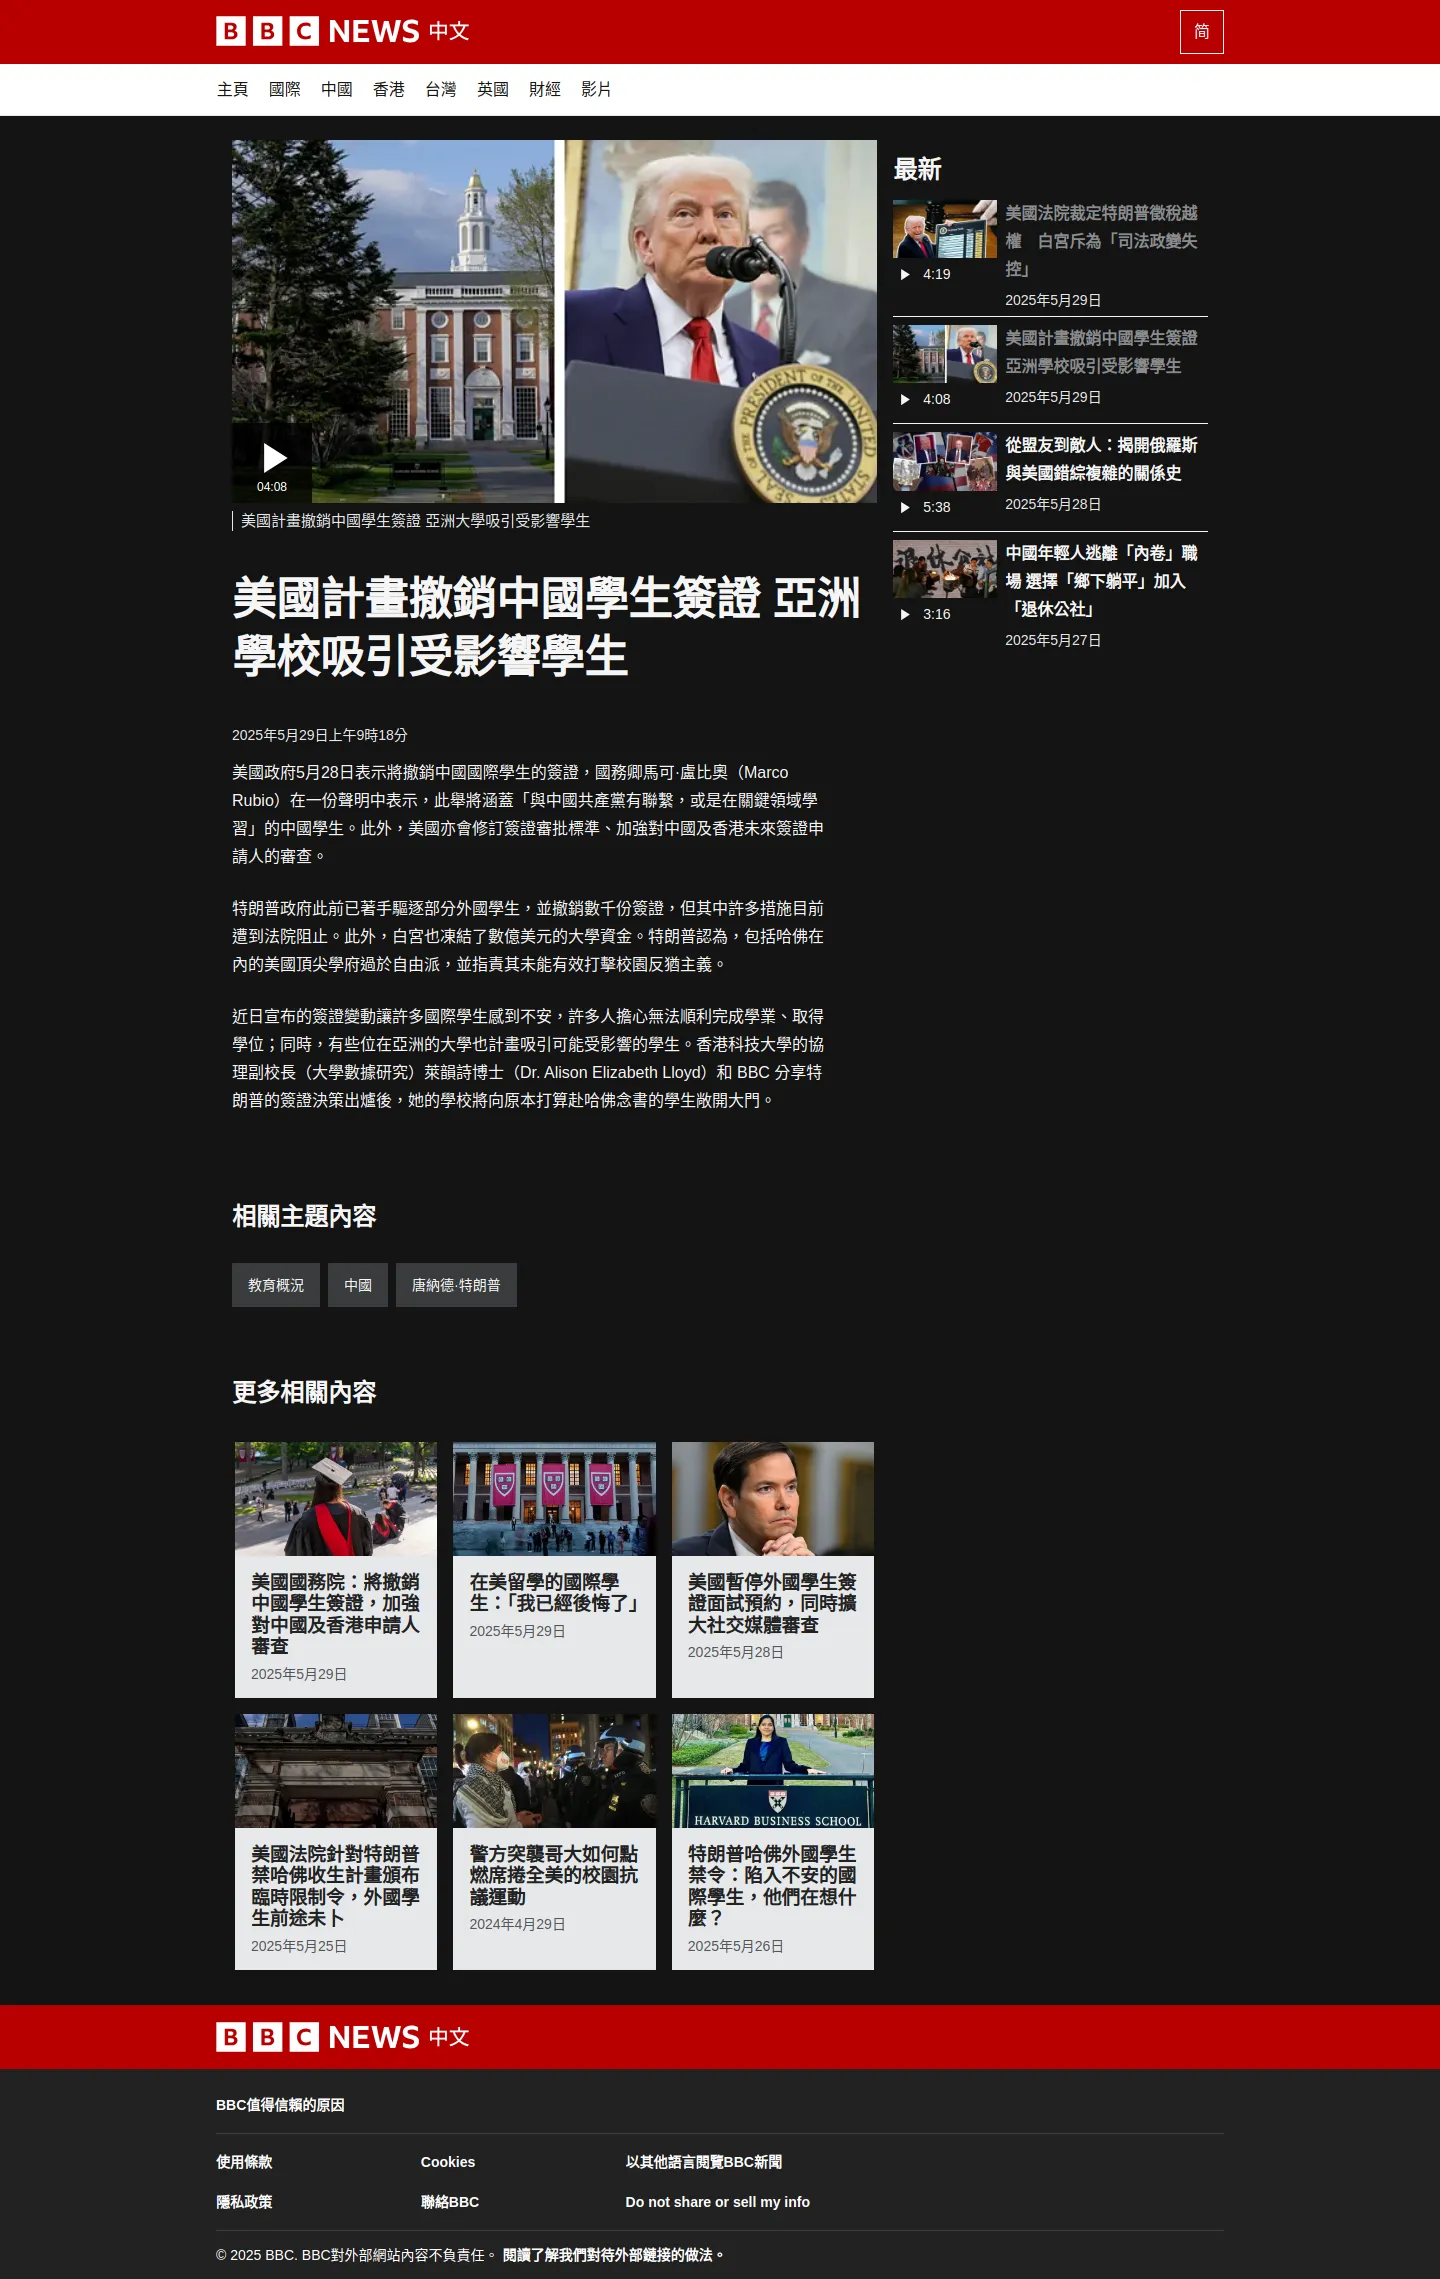 BBC NEWS 中文
简
主頁 國際 中國 香港 台灣 英國 財經 影片
PRESIDENT OF THE UNITED STATES
SEAL OF
04:08
美國計畫撤銷中國學生簽證 亞洲大學吸引受影響學生
美國計畫撤銷中國學生簽證 亞洲
學校吸引受影響學生
2025年5月29日上午9時18分
美國政府5月28日表示將撤銷中國國際學生的簽證，國務卿馬可·盧比奧（Marco
Rubio）在一份聲明中表示，此舉將涵蓋「與中國共產黨有聯繫，或是在關鍵領域學
習」的中國學生。此外，美國亦會修訂簽證審批標準、加強對中國及香港未來簽證申
請人的審查。
特朗普政府此前已著手驅逐部分外國學生，並撤銷數千份簽證，但其中許多措施目前
遭到法院阻止。此外，白宮也凍結了數億美元的大學資金。特朗普認為，包括哈佛在
內的美國頂尖學府過於自由派，並指責其未能有效打擊校園反猶主義。
近日宣布的簽證變動讓許多國際學生感到不安，許多人擔心無法順利完成學業、取得
學位；同時，有些位在亞洲的大學也計畫吸引可能受影響的學生。香港科技大學的協
理副校長（大學數據研究）萊韻詩博士（Dr. Alison Elizabeth Lloyd）和 BBC 分享特
朗普的簽證決策出爐後，她的學校將向原本打算赴哈佛念書的學生敞開大門。
最新
美國法院裁定特朗普徵稅越
權　白宮斥為「司法政變失
控」
4:19
2025年5月29日
美國計畫撤銷中國學生簽證
亞洲學校吸引受影響學生
4:08
2025年5月29日
從盟友到敵人：揭開俄羅斯
與美國錯綜複雜的關係史
5:38
2025年5月28日
退休公社
中國年輕人逃離「內卷」職
場 選擇「鄉下躺平」加入
「退休公社」
3:16
2025年5月27日
相關主題內容
教育概況 中國 唐納德·特朗普
更多相關內容
美國國務院：將撤銷
中國學生簽證，加強
對中國及香港申請人
審查
2025年5月29日
在美留學的國際學
生：「我已經後悔了」
2025年5月29日
美國暫停外國學生簽
證面試預約，同時擴
大社交媒體審查
2025年5月28日
美國法院針對特朗普
禁哈佛收生計畫頒布
臨時限制令，外國學
生前途未卜
2025年5月25日
警方突襲哥大如何點
燃席捲全美的校園抗
議運動
2024年4月29日
HARVARD BUSINESS SCHOOL
特朗普哈佛外國學生
禁令：陷入不安的國
際學生，他們在想什
麼？
2025年5月26日
BBC NEWS 中文
BBC值得信賴的原因
使用條款 Cookies 以其他語言閱覽BBC新聞
隱私政策 聯絡BBC Do not share or sell my info
© 2025 BBC. BBC對外部網站內容不負責任。 閱讀了解我們對待外部鏈接的做法。